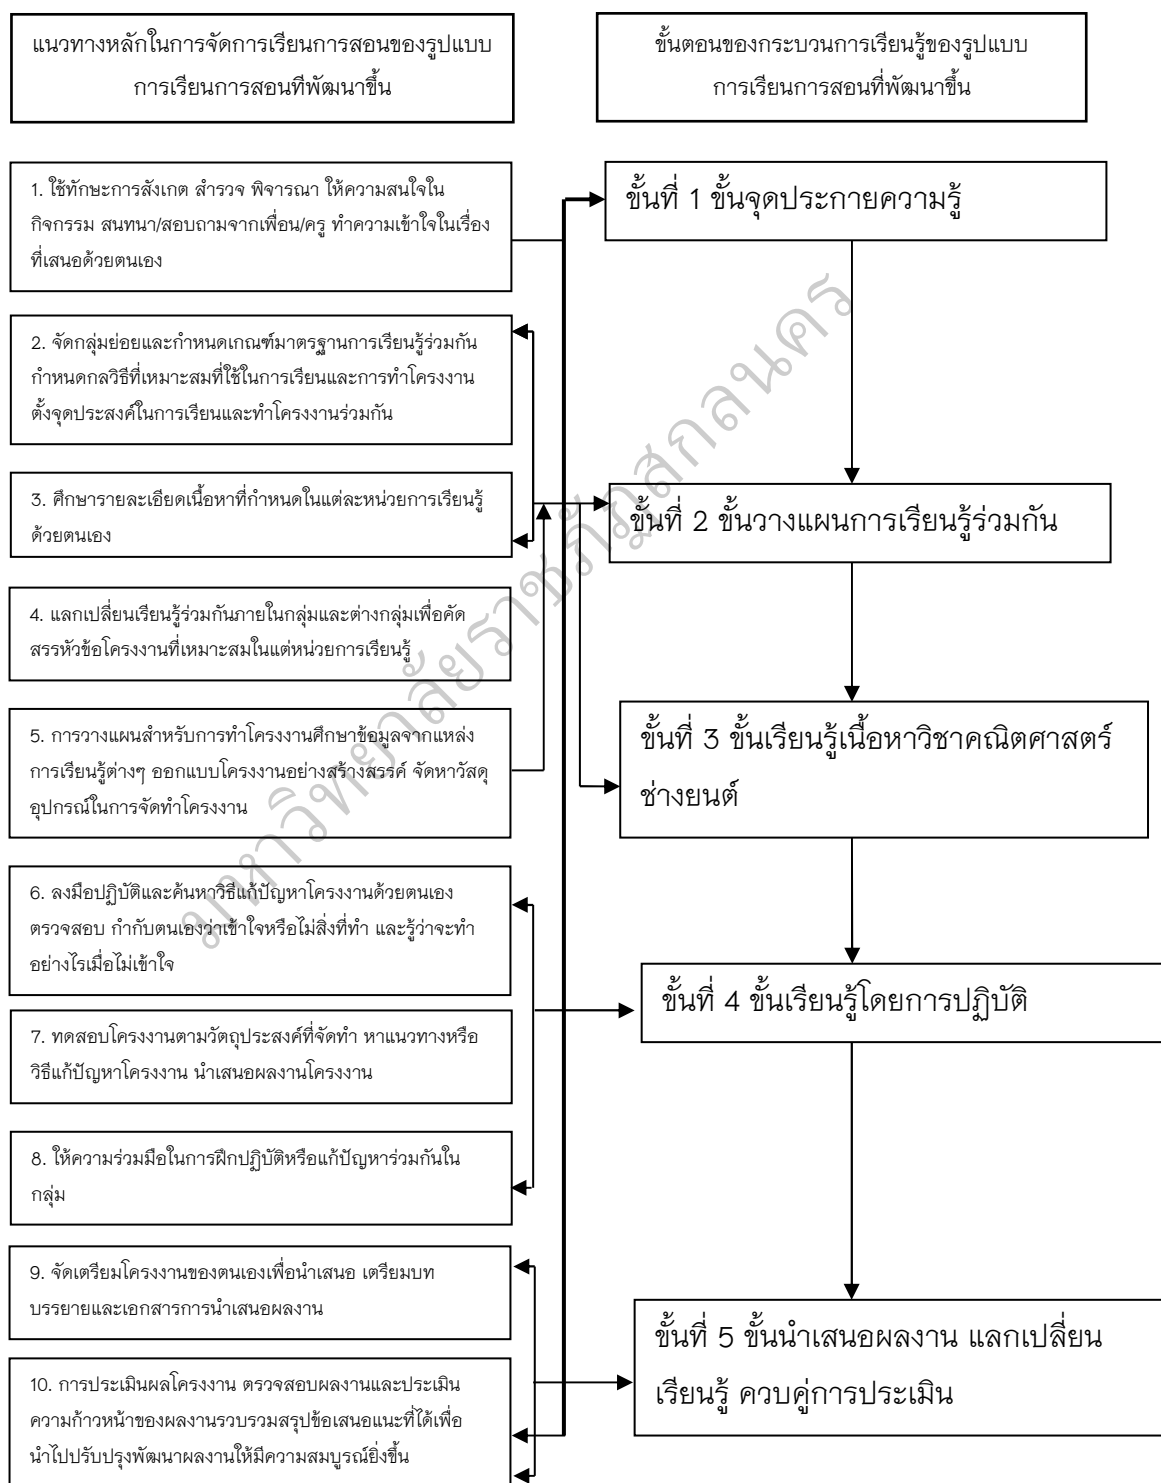 แนวทางหลักในการจัดการเรียนการสอนของรูปแบบ
การเรียนการสอนทีพัฒนาขึ้น
ขั้นตอนของกระบวนการเรียนรู้ของรูปแบบ
การเรียนการสอนที่พัฒนาขึ้น
1. ใช้ทักษะการสังเกต สำรวจ พิจารณา ให้ความสนใจใน
กิจกรรม สนทนา/สอบถามจากเพื่อน/ครู ทำความเข้าใจในเรื่อง
ที่เสนอด้วยตนเอง
ขั้นที่ 1 ขั้นจุดประกายความรู้
2. จัดกลุ่มย่อยและกำหนดเกณฑ์มาตรฐานการเรียนรู้ร่วมกัน
กำหนดกลวิธีที่เหมาะสมที่ใช้ในการเรียนและการทำโครงงาน
ตั้งจุดประสงค์ในการเรียนและทำโครงงานร่วมกัน
3. ศึกษารายละเอียดเนื้อหาที่กำหนดในแต่ละหน่วยการเรียนรู้
ด้วยตนเอง
ขั้นที่ 2 ขั้นวางแผนการเรียนรู้ร่วมกัน
4. แลกเปลี่ยนเรียนรู้ร่วมกันภายในกลุ่มและต่างกลุ่มเพื่อคัด
สรรหัวข้อโครงงานที่เหมาะสมในแต่หน่วยการเรียนรู้
5. การวางแผนสำหรับการทำโครงงานศึกษาข้อมูลจากแหล่ง
การเรียนรู้ต่างๆ ออกแบบโครงงานอย่างสร้างสรรค์ จัดหาวัสดุ
อุปกรณ์ในการจัดทำโครงงาน
ขั้นที่ 3 ขั้นเรียนรู้เนื้อหาวิชาคณิตศาสตร์
ช่างยนต์
6. ลงมือปฏิบัติและค้นหาวิธีแก้ปัญหาโครงงานด้วยตนเอง
ตรวจสอบ กำกับตนเองว่าเข้าใจหรือไม่สิ่งที่ทำ และรู้ว่าจะทำ
อย่างไรเมื่อไม่เข้าใจ
ขั้นที่ 4 ขั้นเรียนรู้โดยการปฏิบัติ
7. ทดสอบโครงงานตามวัตถุประสงค์ที่จัดทำ หาแนวทางหรือ
วิธีแก้ปัญหาโครงงาน นำเสนอผลงานโครงงาน
8. ให้ความร่วมมือในการฝึกปฏิบัติหรือแก้ปัญหาร่วมกันใน
กลุ่ม
9. จัดเตรียมโครงงานของตนเองเพื่อนำเสนอ เตรียมบท
บรรยายและเอกสารการนำเสนอผลงาน
ขั้นที่ 5 ขั้นนำเสนอผลงาน แลกเปลี่ยน
เรียนรู้ ควบคู่การประเมิน
10. การประเมินผลโครงงาน ตรวจสอบผลงานและประเมิน
ความก้าวหน้าของผลงานรวบรวมสรุปข้อเสนอแนะที่ได้เพื่อ
นำไปปรับปรุงพัฒนาผลงานให้มีความสมบูรณ์ยิ่งขึ้น
มหาวิทยาลัยราชภัฏสกลนคร